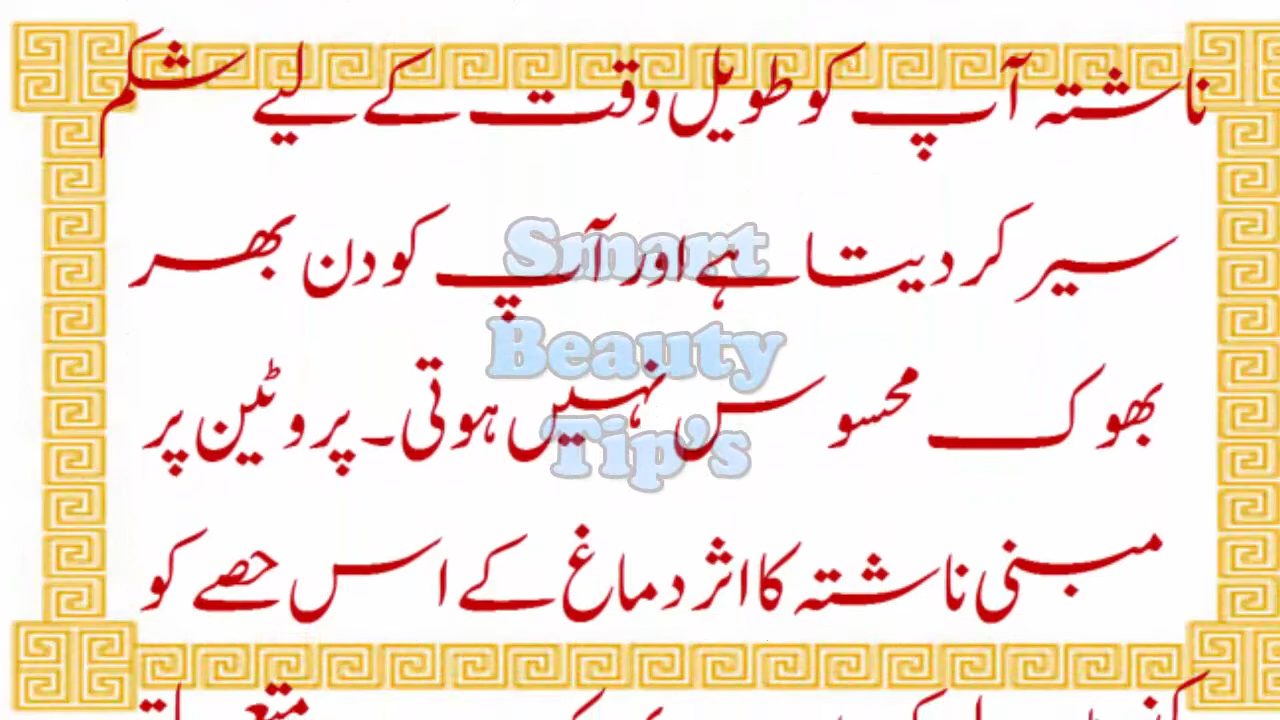 ناشتہ آپ کو طویل وقت کے لیے شکم
سیر کر دیتا ہے اور آپ کو دن بھر
بھوک محسوس نہیں ہوتی۔ پروٹین پر
مبنی ناشتہ کا اثر دماغ کے اس حصے کو
Smart
Beauty
Tip's